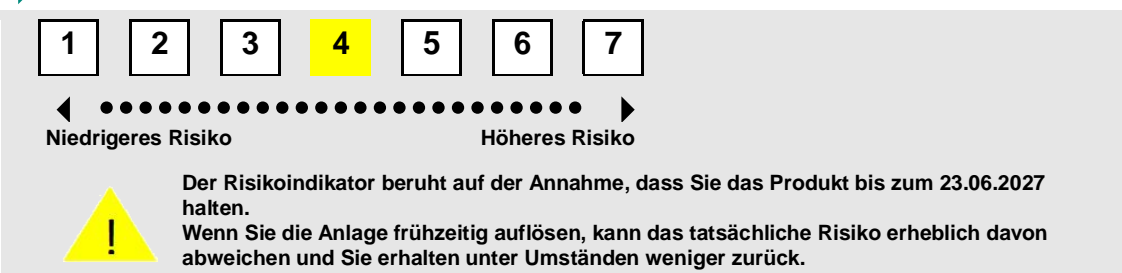 1 2 3 4 5 6 7
Niedrigeres Risiko Höheres Risiko
Der Risikoindikator beruht auf der Annahme, dass Sie das Produkt bis zum 23.06.2027
halten.
Wenn Sie die Anlage frühzeitig auflösen, kann das tatsächliche Risiko erheblich davon
abweichen und Sie erhalten unter Umständen weniger zurück.
!